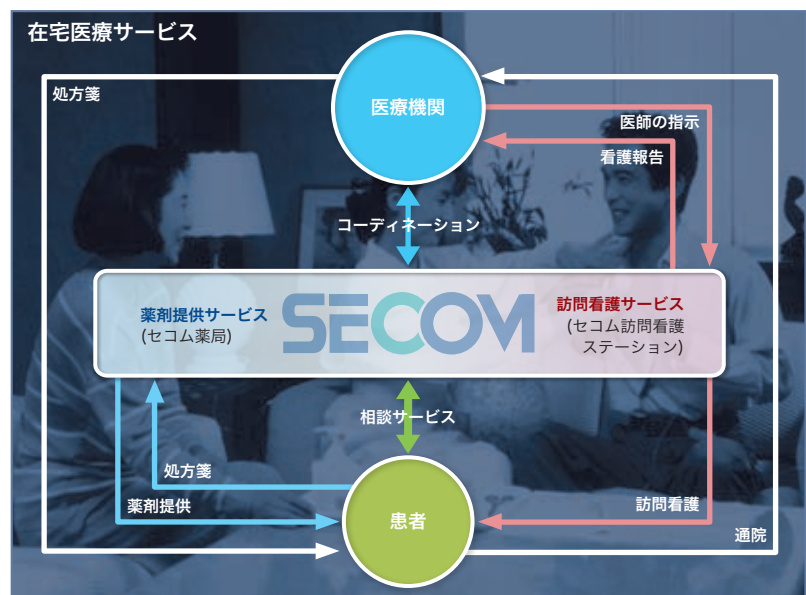 在宅医療サービス
処方箋
医療機関
医師の指示
看護報告
コーディネーション
薬剤提供サービス
(セコム薬局)
SECOM
訪問看護サービス
(セコム訪問看護
ステーション)
相談サービス
処方箋
薬剤提供
患者
訪問看護
通院